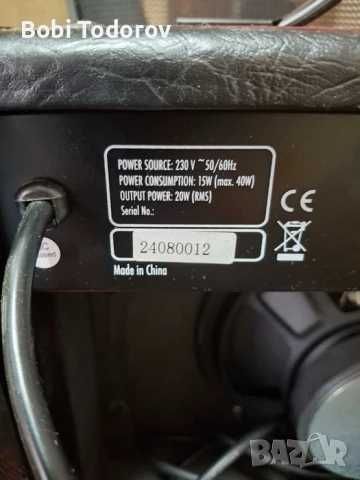 Bobi Todorov
POWER SOURCE: 230 V ~ 50/60Hz
POWER CONSUMPTION: 15W (max. 40W)
OUTPUT POWER: 20W (RMS)
Serial No.:
CE
24080012
Made in China
BAZAR